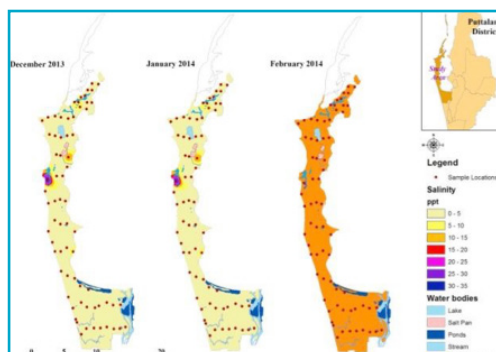 Puttalam
District
December 2013
January 2014
February 2014
Study
Area
Legend
Sample Locations
Salinity
ppt
0 - 5
5 - 10
10 - 15
15 - 20
20 - 25
25 - 30
30 - 35
Water bodies
Lake
Salt Pan
Ponds
Stream
0 5 10 20